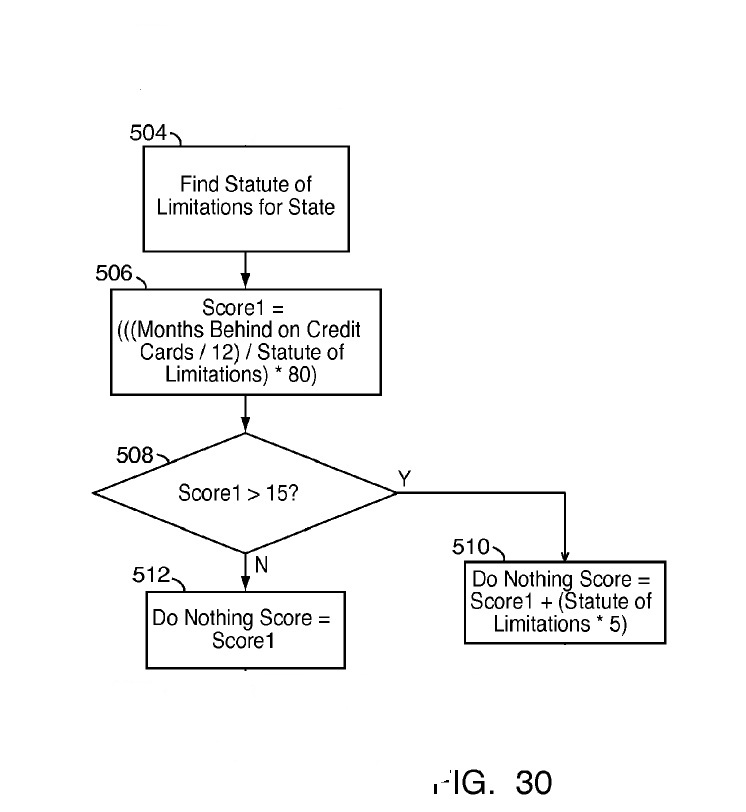 504
Find Statute of
Limitations for State
506
Score1 =
(((Months Behind on Credit
Cards / 12) / Statute of
Limitations) * 80)
508
Score1 > 15?
Y
N
510
Do Nothing Score =
Score1 + (Statute of
Limitations * 5)
512
Do Nothing Score =
Score1
FIG. 30